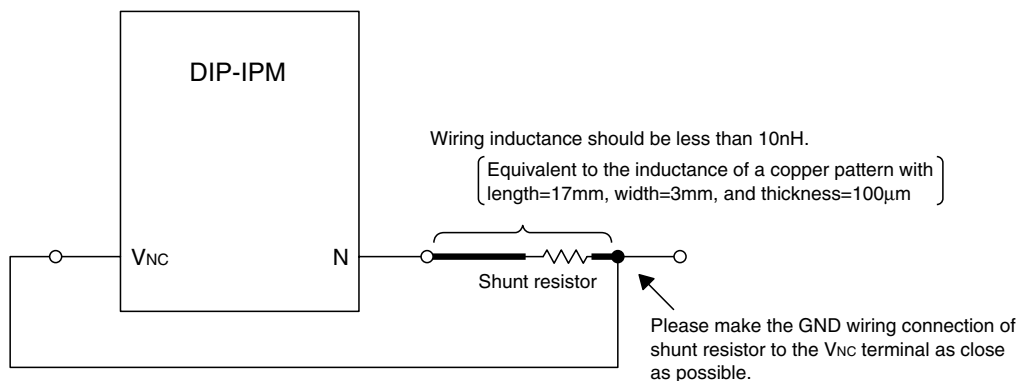 DIP-IPM
Wiring inductance should be less than 10nH.
Equivalent to the inductance of a copper pattern with
length=17mm, width=3mm, and thickness=100μm
VNC
N
Shunt resistor
Please make the GND wiring connection of
shunt resistor to the VNC terminal as close
as possible.